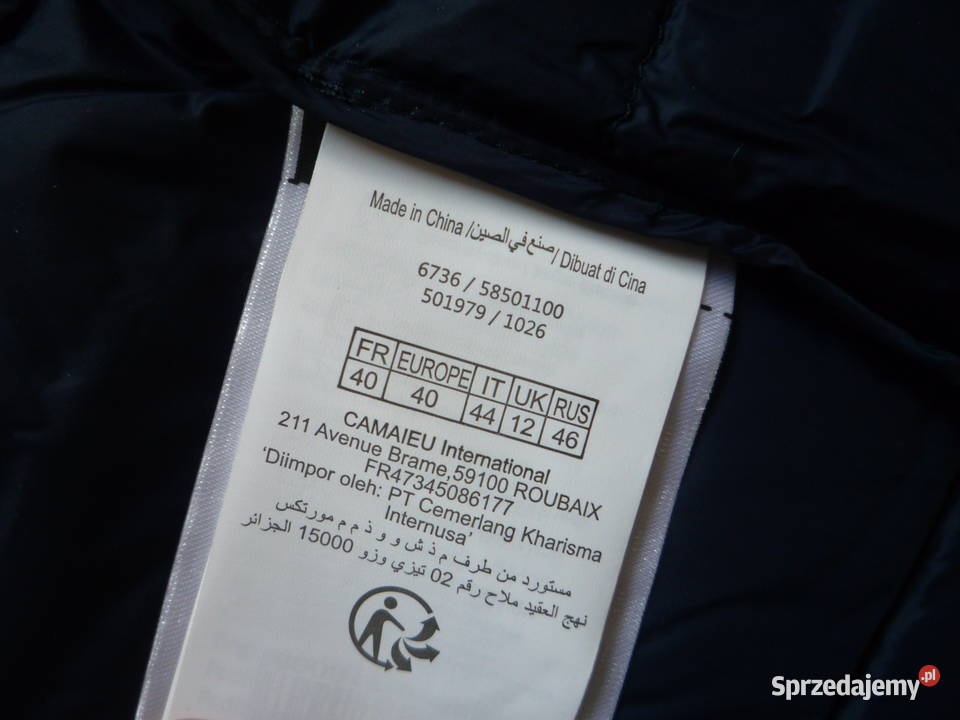 Made in China / صنع في الصين / Dibuat di Cina
6736 / 58501100
501979 / 1026
FR EUROPE IT UK RUS
40 40 44 12 46
CAMAIEU International
211 Avenue Brame,59100 ROUBAIX
FR47345086177
'Diimpor oleh: PT Cemerlang Kharisma
Internusa'
مستورد من طرف م ذ ش و و ذ م م مورتكس
نهج العقيد ملاح رقم 02 تيزي وزو 15000 الجزائر
Sprzedajemy.pl